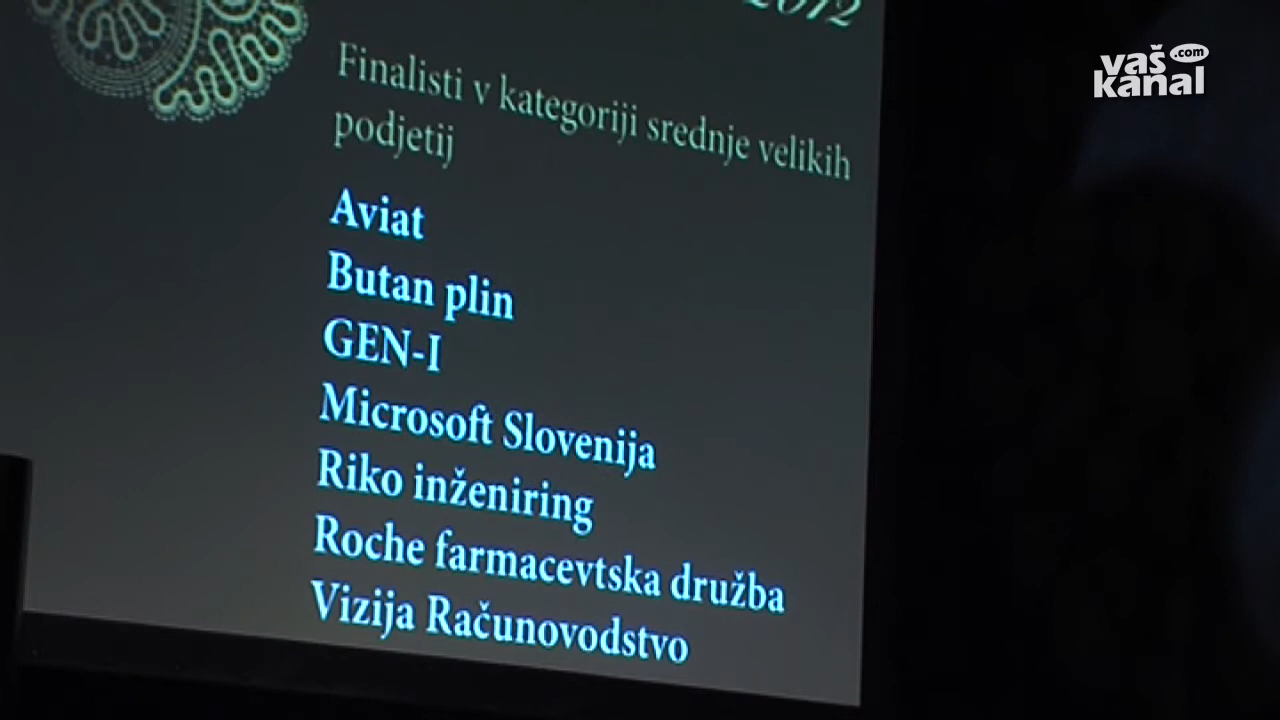 2012
vaš
.com
kanal
Finalisti v kategoriji srednje velikih
podjetij
Aviat
Butan plin
GEN-I
Microsoft Slovenija
Riko inženiring
Roche farmacevtska družba
Vizija Računovodstvo